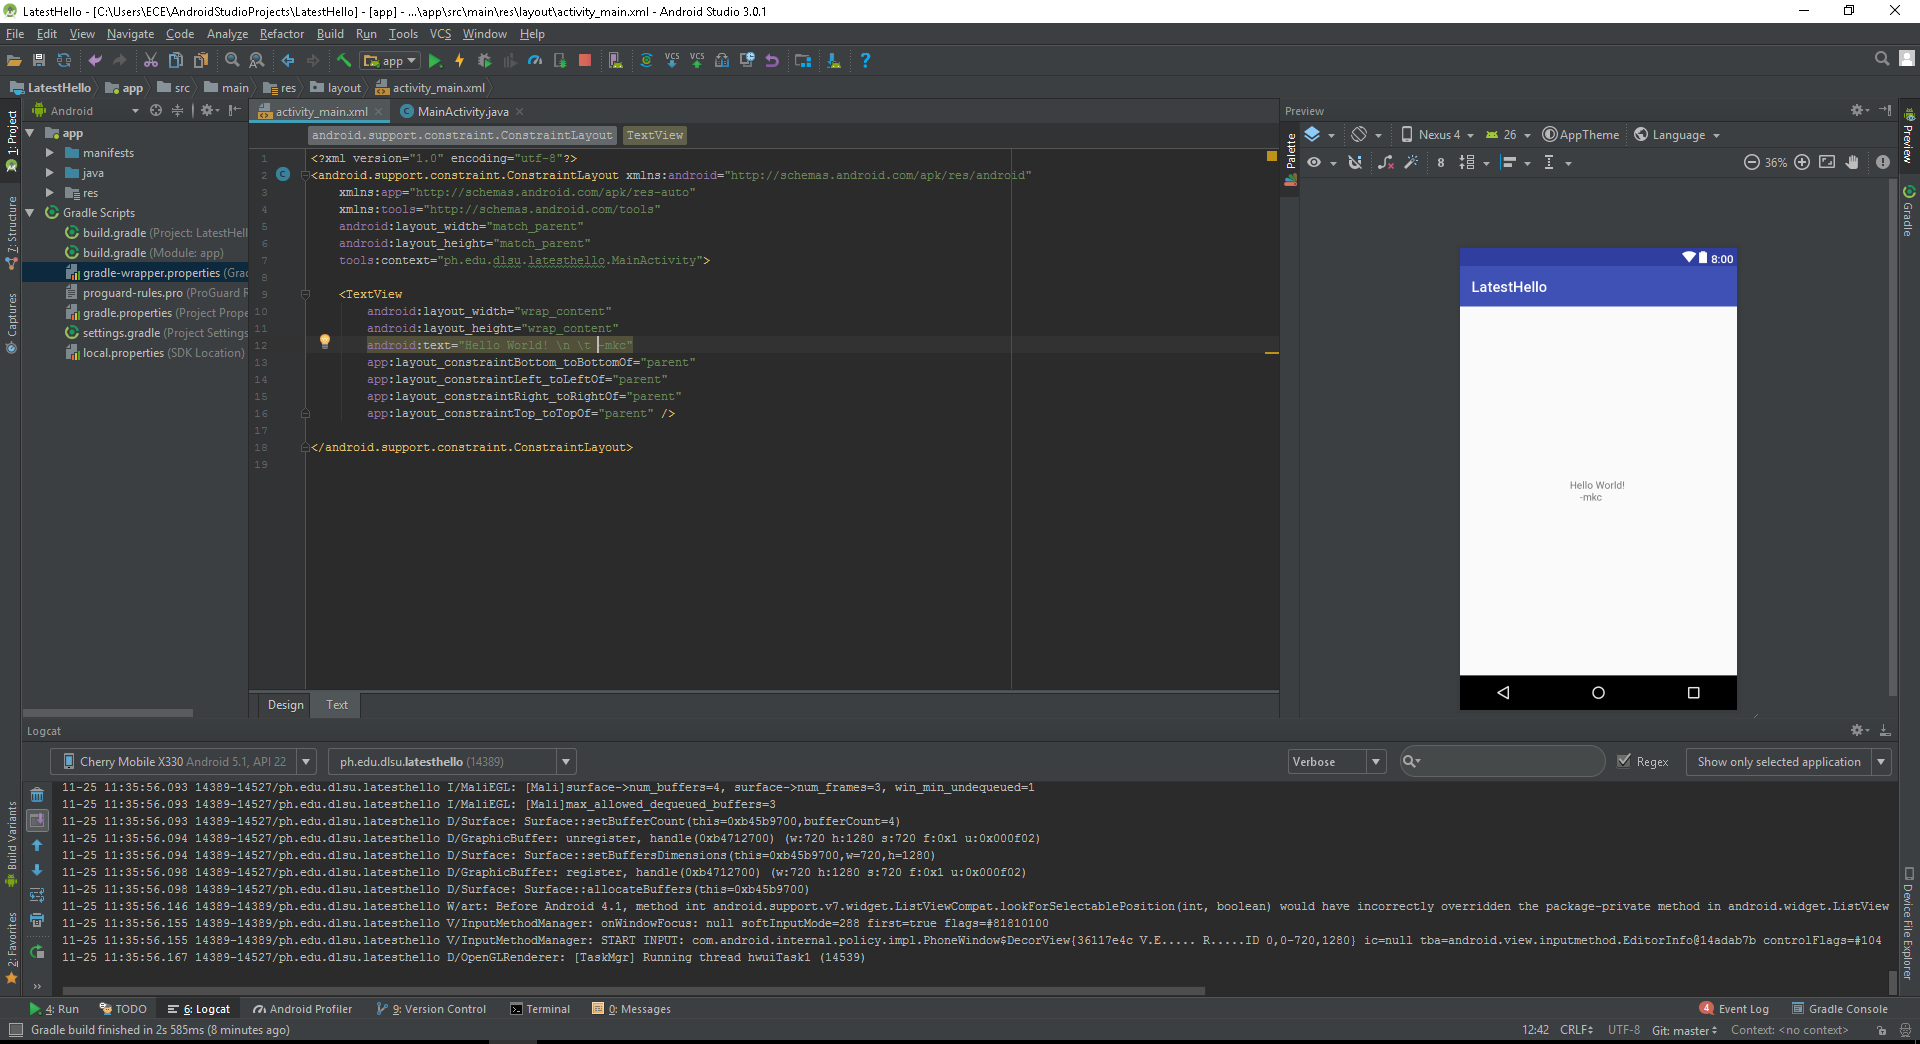 LatestHello - [C:\Users\ECE\AndroidStudioProjects\LatestHello] - [app] - ...\app\src\main\res\layout\activity_main.xml - Android Studio 3.0.1
File Edit View Navigate Code Analyze Refactor Build Run Tools VCS Window Help
app
VCS VCS
LatestHello app src main res layout activity_main.xml
Android
activity_main.xml MainActivity.java
Preview
android.support.constraint.ConstraintLayout TextView
Nexus 4 26 AppTheme Language
8 36%
1: Project
7: Structure
Captures
Build Variants
2: Favorites
app
manifests
java
res
Gradle Scripts
build.gradle (Project: LatestHell
build.gradle (Module: app)
gradle-wrapper.properties (Grad
proguard-rules.pro (ProGuard R
gradle.properties (Project Prope
settings.gradle (Project Settings
local.properties (SDK Location)
1 <?xml version="1.0" encoding="utf-8"?>
2 <android.support.constraint.ConstraintLayout xmlns:android="http://schemas.android.com/apk/res/android"
3 xmlns:app="http://schemas.android.com/apk/res-auto"
4 xmlns:tools="http://schemas.android.com/tools"
5 android:layout_width="match_parent"
6 android:layout_height="match_parent"
7 tools:context="ph.edu.dlsu.latesthello.MainActivity">
8
9 <TextView
10 android:layout_width="wrap_content"
11 android:layout_height="wrap_content"
12 android:text="Hello World! \n \t -mkc"
13 app:layout_constraintBottom_toBottomOf="parent"
14 app:layout_constraintLeft_toLeftOf="parent"
15 app:layout_constraintRight_toRightOf="parent"
16 app:layout_constraintTop_toTopOf="parent" />
17
18 </android.support.constraint.ConstraintLayout>
19
Design Text
Palette
8:00
LatestHello
Hello World!
-mkc
Preview
Gradle
Device File Explorer
Logcat
Cherry Mobile X330 Android 5.1, API 22 ph.edu.dlsu.latesthello (14389) Verbose Regex Show only selected application
11-25 11:35:56.093 14389-14527/ph.edu.dlsu.latesthello I/MaliEGL: [Mali]surface->num_buffers=4, surface->num_frames=3, win_min_undequeued=1
11-25 11:35:56.093 14389-14527/ph.edu.dlsu.latesthello I/MaliEGL: [Mali]max_allowed_dequeued_buffers=3
11-25 11:35:56.093 14389-14527/ph.edu.dlsu.latesthello D/Surface: Surface::setBufferCount(this=0xb45b9700,bufferCount=4)
11-25 11:35:56.094 14389-14527/ph.edu.dlsu.latesthello D/GraphicBuffer: unregister, handle(0xb4712700) (w:720 h:1280 s:720 f:0x1 u:0x000f02)
11-25 11:35:56.094 14389-14527/ph.edu.dlsu.latesthello D/Surface: Surface::setBuffersDimensions(this=0xb45b9700,w=720,h=1280)
11-25 11:35:56.098 14389-14527/ph.edu.dlsu.latesthello D/GraphicBuffer: register, handle(0xb4712700) (w:720 h:1280 s:720 f:0x1 u:0x000f02)
11-25 11:35:56.098 14389-14527/ph.edu.dlsu.latesthello D/Surface: Surface::allocateBuffers(this=0xb45b9700)
11-25 11:35:56.146 14389-14389/ph.edu.dlsu.latesthello W/art: Before Android 4.1, method int android.support.v7.widget.ListViewCompat.lookForSelectablePosition(int, boolean) would have incorrectly overridden the package-private method in android.widget.ListView
11-25 11:35:56.155 14389-14389/ph.edu.dlsu.latesthello V/InputMethodManager: onWindowFocus: null softInputMode=288 first=true flags=#81810100
11-25 11:35:56.155 14389-14389/ph.edu.dlsu.latesthello V/InputMethodManager: START INPUT: com.android.internal.policy.impl.PhoneWindow$DecorView{36117e4c V.E..... R.....ID 0,0-720,1280} ic=null tba=android.view.inputmethod.EditorInfo@14adab7b controlFlags=#104
11-25 11:35:56.167 14389-14527/ph.edu.dlsu.latesthello D/OpenGLRenderer: [TaskMgr] Running thread hwuiTask1 (14539)
4: Run TODO 6: Logcat Android Profiler 9: Version Control Terminal 0: Messages 4 Event Log Gradle Console
Gradle build finished in 2s 585ms (8 minutes ago) 12:42 CRLF UTF-8 Git: master Context: <no context>